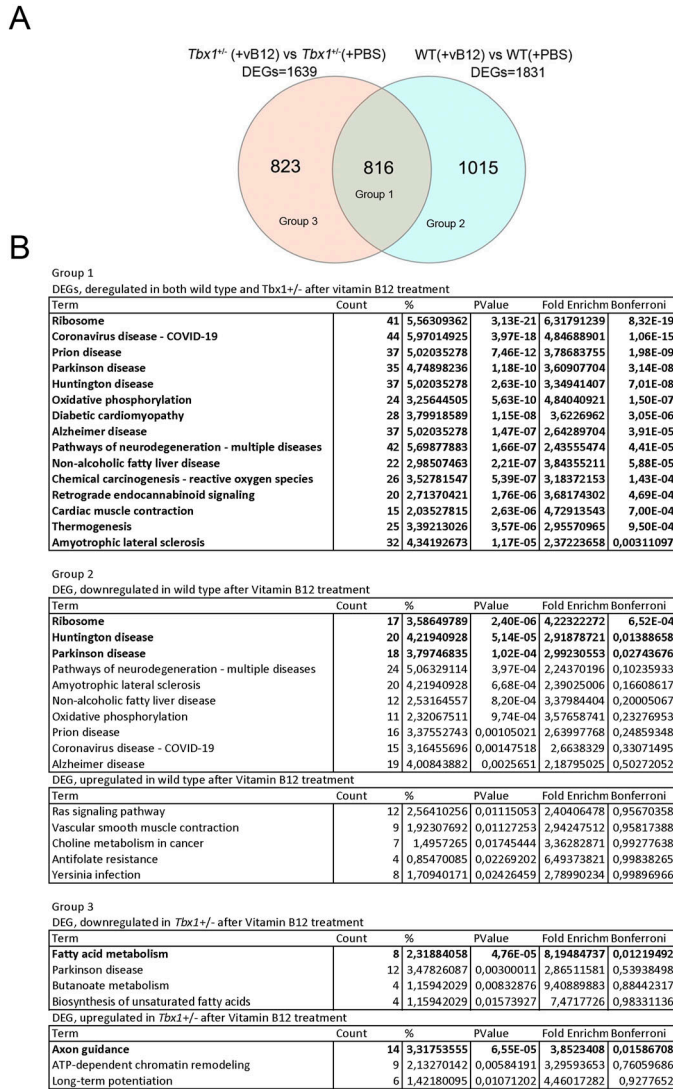 A
Tbx1+/- (+vB12) vs Tbx1+/-(+PBS)
DEGs=1639
WT(+vB12) vs WT(+PBS)
DEGs=1831
823
816
1015
Group 1
Group 3
Group 2
B
Group 1
DEGs, deregulated in both wild type and Tbx1+/- after vitamin B12 treatment
Term Count % PValue Fold Enrichm Bonferroni
Ribosome 41 5,56309362 3,13E-21 6,31791239 8,32E-19
Coronavirus disease - COVID-19 44 5,97014925 3,97E-18 4,84688901 1,06E-15
Prion disease 37 5,02035278 7,46E-12 3,78683755 1,98E-09
Parkinson disease 35 4,74898236 1,18E-10 3,60907704 3,14E-08
Huntington disease 37 5,02035278 2,63E-10 3,34941407 7,01E-08
Oxidative phosphorylation 24 3,25644505 5,63E-10 4,84040921 1,50E-07
Diabetic cardiomyopathy 28 3,79918589 1,15E-08 3,6226962 3,05E-06
Alzheimer disease 37 5,02035278 1,47E-07 2,64289704 3,91E-05
Pathways of neurodegeneration - multiple diseases 42 5,69877883 1,66E-07 2,43555474 4,41E-05
Non-alcoholic fatty liver disease 22 2,98507463 2,21E-07 3,84355211 5,88E-05
Chemical carcinogenesis - reactive oxygen species 26 3,52781547 5,39E-07 3,18372153 1,43E-04
Retrograde endocannabinoid signaling 20 2,71370421 1,76E-06 3,68174302 4,69E-04
Cardiac muscle contraction 15 2,03527815 2,63E-06 4,72913543 7,00E-04
Thermogenesis 25 3,39213026 3,57E-06 2,95570965 9,50E-04
Amyotrophic lateral sclerosis 32 4,34192673 1,17E-05 2,37223658 0,00311097
Group 2
DEG, downregulated in wild type after Vitamin B12 treatment
Term Count % PValue Fold Enrichm Bonferroni
Ribosome 17 3,58649789 2,40E-06 4,22322272 6,52E-04
Huntington disease 20 4,21940928 5,14E-05 2,91878721 0,01388658
Parkinson disease 18 3,79746835 1,02E-04 2,99230553 0,02743676
Pathways of neurodegeneration - multiple diseases 24 5,06329114 3,97E-04 2,24370196 0,10235933
Amyotrophic lateral sclerosis 20 4,21940928 6,68E-04 2,39025006 0,16608617
Non-alcoholic fatty liver disease 12 2,53164557 8,20E-04 3,37984404 0,20005067
Oxidative phosphorylation 11 2,32067511 9,74E-04 3,57658741 0,23276953
Prion disease 16 3,37552743 0,00105021 2,63997768 0,24859348
Coronavirus disease - COVID-19 15 3,16455696 0,00147518 2,6638329 0,33071495
Alzheimer disease 19 4,00843882 0,0025651 2,18795025 0,50272052
DEG, upregulated in wild type after Vitamin B12 treatment
Term Count % PValue Fold Enrichm Bonferroni
Ras signaling pathway 12 2,56410256 0,01115053 2,40406478 0,95670358
Vascular smooth muscle contraction 9 1,92307692 0,01127253 2,94247512 0,95817388
Choline metabolism in cancer 7 1,4957265 0,01745444 3,36282871 0,99277638
Antifolate resistance 4 0,85470085 0,02269202 6,49373821 0,99838265
Yersinia infection 8 1,70940171 0,02426459 2,78990234 0,99896966
Group 3
DEG, downregulated in Tbx1+/- after Vitamin B12 treatment
Term Count % PValue Fold Enrichm Bonferroni
Fatty acid metabolism 8 2,31884058 4,76E-05 8,19484737 0,01219492
Parkinson disease 12 3,47826087 0,00300011 2,86511581 0,53938498
Butanoate metabolism 4 1,15942029 0,00832876 9,40889883 0,88442317
Biosynthesis of unsaturated fatty acids 4 1,15942029 0,01573927 7,4717726 0,98331136
DEG, upregulated in Tbx1+/- after Vitamin B12 treatment
Term Count % PValue Fold Enrichm Bonferroni
Axon guidance 14 3,31753555 6,55E-05 3,8523408 0,01586708
ATP-dependent chromatin remodeling 9 2,13270142 0,00584191 3,29593653 0,76059686
Long-term potentiation 6 1,42180095 0,01071202 4,46017282 0,9277652